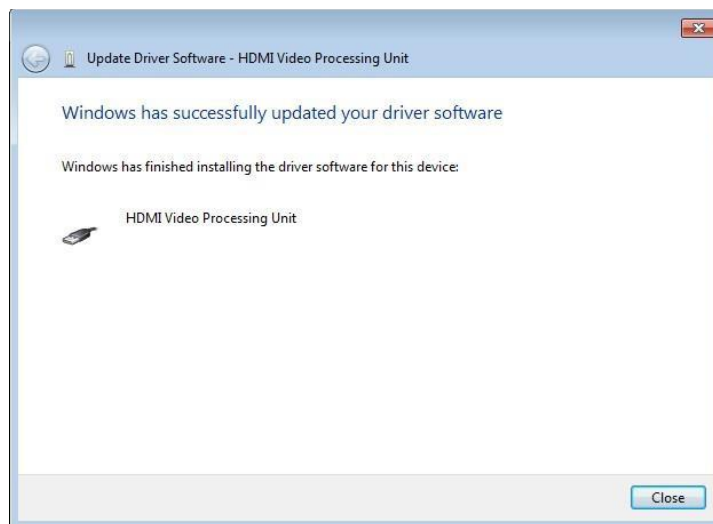 Update Driver Software - HDMI Video Processing Unit
Windows has successfully updated your driver software
Windows has finished installing the driver software for this device:
HDMI Video Processing Unit
Close